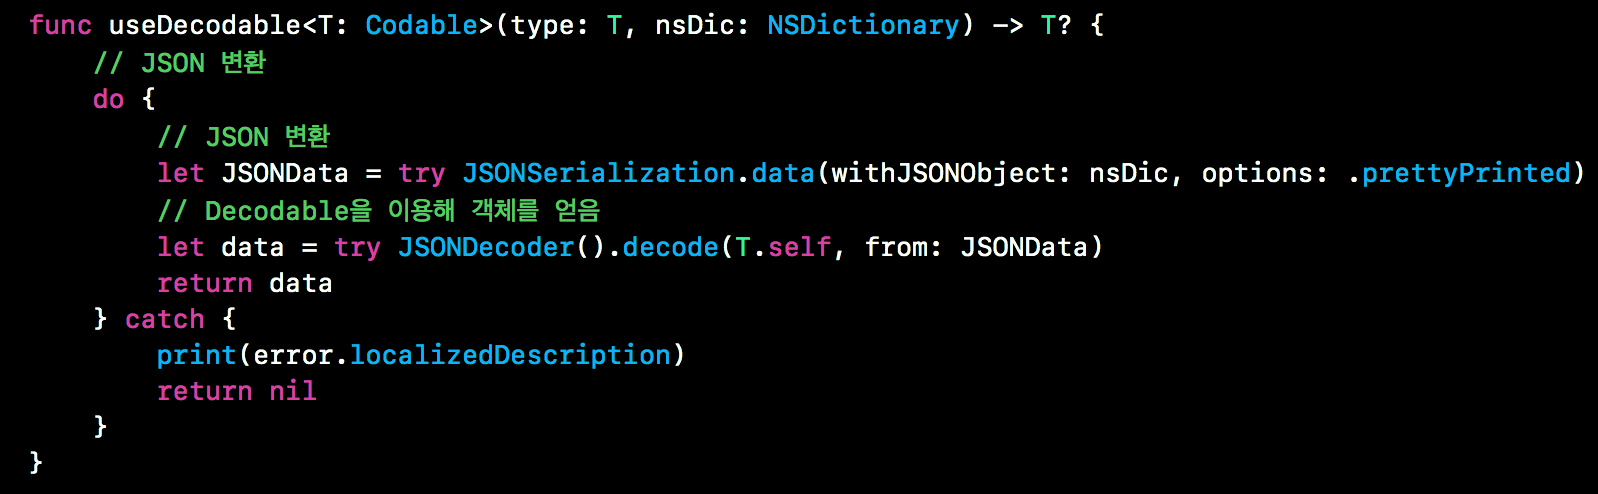 func useDecodable<T: Codable>(type: T, nsDic: NSDictionary) -> T? {
    // JSON 변환
    do {
        // JSON 변환
        let JSONData = try JSONSerialization.data(withJSONObject: nsDic, options: .prettyPrinted)
        // Decodable을 이용해 객체를 얻음
        let data = try JSONDecoder().decode(T.self, from: JSONData)
        return data
    } catch {
        print(error.localizedDescription)
        return nil
    }
}